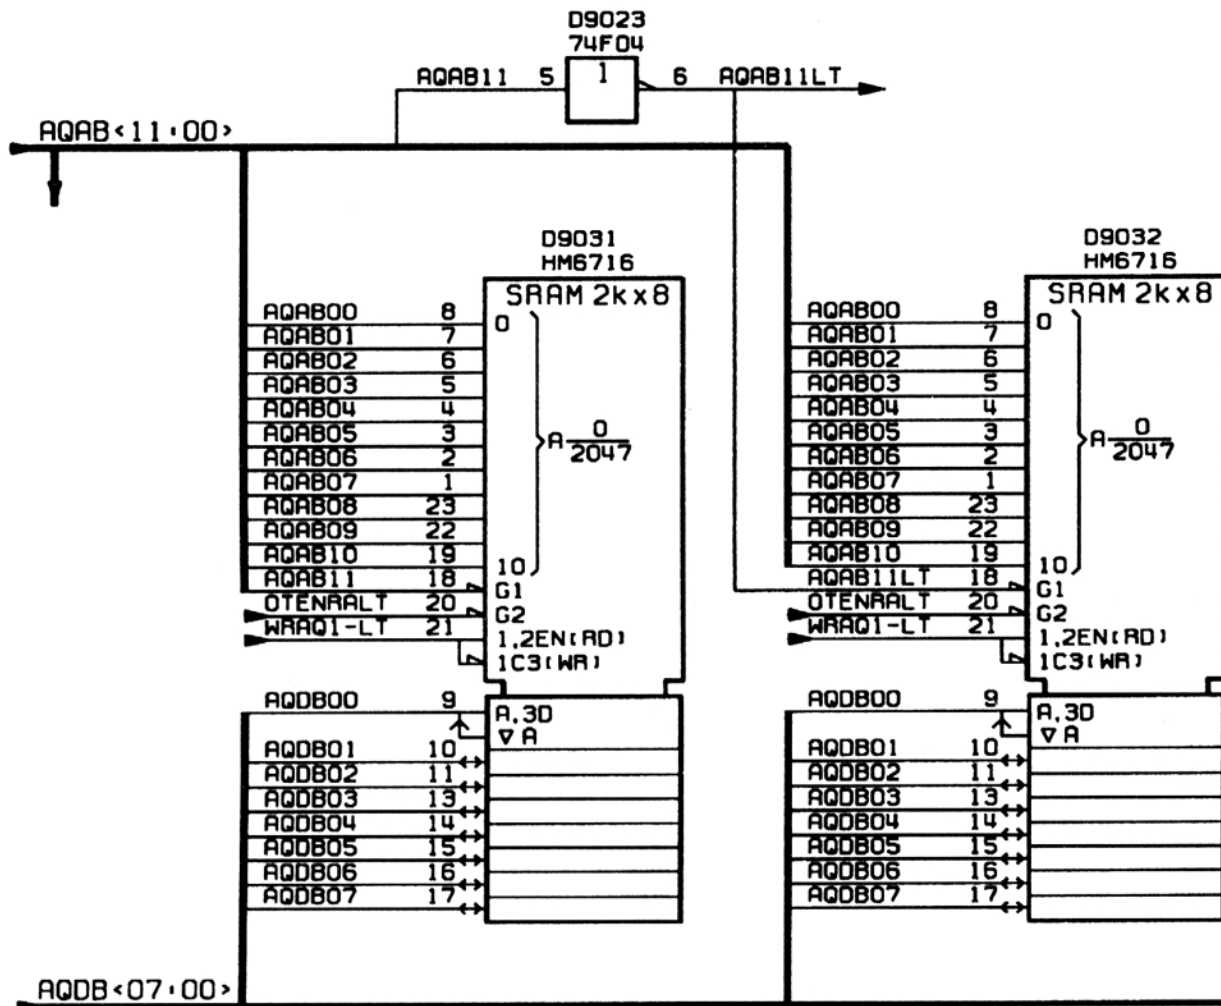 D9023
74F04
AQAB11 5 1 6 AQAB11LT
AQAB<11:00>
D9031
HM6716
SRAM 2k x 8
AQAB00 8 0
AQAB01 7
AQAB02 6
AQAB03 5
AQAB04 4
AQAB05 3 A 0/2047
AQAB06 2
AQAB07 1
AQAB08 23
AQAB09 22
AQAB10 19 10
AQAB11 18 G1
OTENRALT 20 G2
WRAQ1-LT 21 1,2EN(RD)
1C3(WR)
AQDB00 9 A,3D
▽ A
AQDB01 10
AQDB02 11
AQDB03 13
AQDB04 14
AQDB05 15
AQDB06 16
AQDB07 17
D9032
HM6716
SRAM 2k x 8
AQAB00 8 0
AQAB01 7
AQAB02 6
AQAB03 5
AQAB04 4
AQAB05 3 A 0/2047
AQAB06 2
AQAB07 1
AQAB08 23
AQAB09 22
AQAB10 19 10
AQAB11LT 18 G1
OTENRALT 20 G2
WRAQ1-LT 21 1,2EN(RD)
1C3(WR)
AQDB00 9 A,3D
▽ A
AQDB01 10
AQDB02 11
AQDB03 13
AQDB04 14
AQDB05 15
AQDB06 16
AQDB07 17
AQDB<07:00>